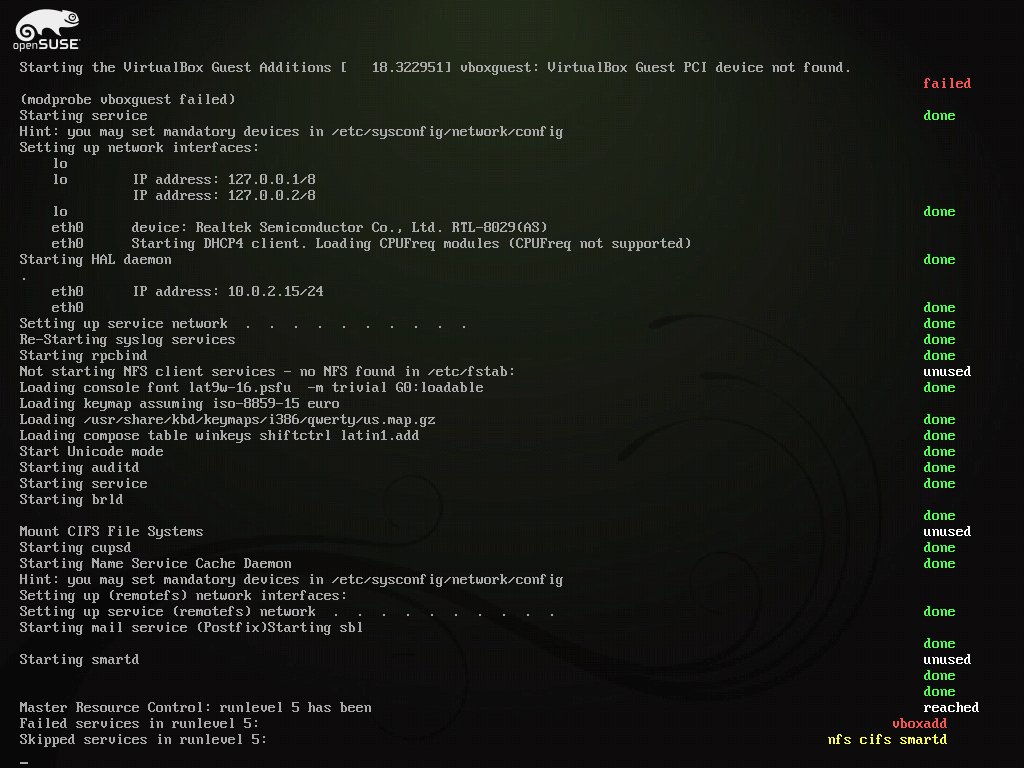 openSUSE
Starting the VirtualBox Guest Additions [   18.322951] vboxguest: VirtualBox Guest PCI device not found.
failed
(modprobe vboxguest failed)
Starting service done
Hint: you may set mandatory devices in /etc/sysconfig/network/config
Setting up network interfaces:
lo
lo IP address: 127.0.0.1/8
IP address: 127.0.0.2/8
lo done
eth0 device: Realtek Semiconductor Co., Ltd. RTL-8029(AS)
eth0 Starting DHCP4 client. Loading CPUFreq modules (CPUFreq not supported)
Starting HAL daemon done
.
eth0 IP address: 10.0.2.15/24
eth0 done
Setting up service network . . . . . . . . . . done
Re-Starting syslog services done
Starting rpcbind done
Not starting NFS client services - no NFS found in /etc/fstab: unused
Loading console font lat9w-16.psfu  -m trivial G0:loadable done
Loading keymap assuming iso-8859-15 euro
Loading /usr/share/kbd/keymaps/i386/qwerty/us.map.gz done
Loading compose table winkeys shiftctrl latin1.add done
Start Unicode mode done
Starting auditd done
Starting service done
Starting brld
done
Mount CIFS File Systems unused
Starting cupsd done
Starting Name Service Cache Daemon done
Hint: you may set mandatory devices in /etc/sysconfig/network/config
Setting up (remotefs) network interfaces:
Setting up service (remotefs) network . . . . . . . . . . done
Starting mail service (Postfix)Starting sbl
done
Starting smartd unused
done
done
Master Resource Control: runlevel 5 has been reached
Failed services in runlevel 5: vboxadd
Skipped services in runlevel 5: nfs cifs smartd
_